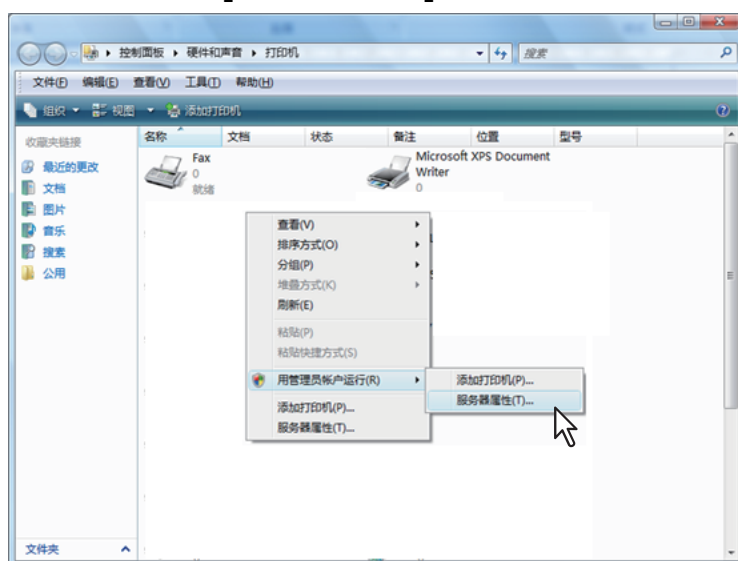 控制面板 ▸ 硬件和声音 ▸ 打印机
搜索
文件(F) 编辑(E) 查看(V) 工具(T) 帮助(H)
组织 视图 添加打印机
收藏夹链接
最近的更改
文档
图片
音乐
搜索
公用
文件夹
名称 文档 状态 备注 位置 型号
Fax
0
就绪
Microsoft XPS Document
Writer
0
查看(V)
排序方式(O)
分组(P)
堆叠方式(K)
刷新(E)
粘贴(P)
粘贴快捷方式(S)
用管理员帐户运行(R)
添加打印机(P)...
服务器属性(T)...
添加打印机(P)...
服务器属性(T)...